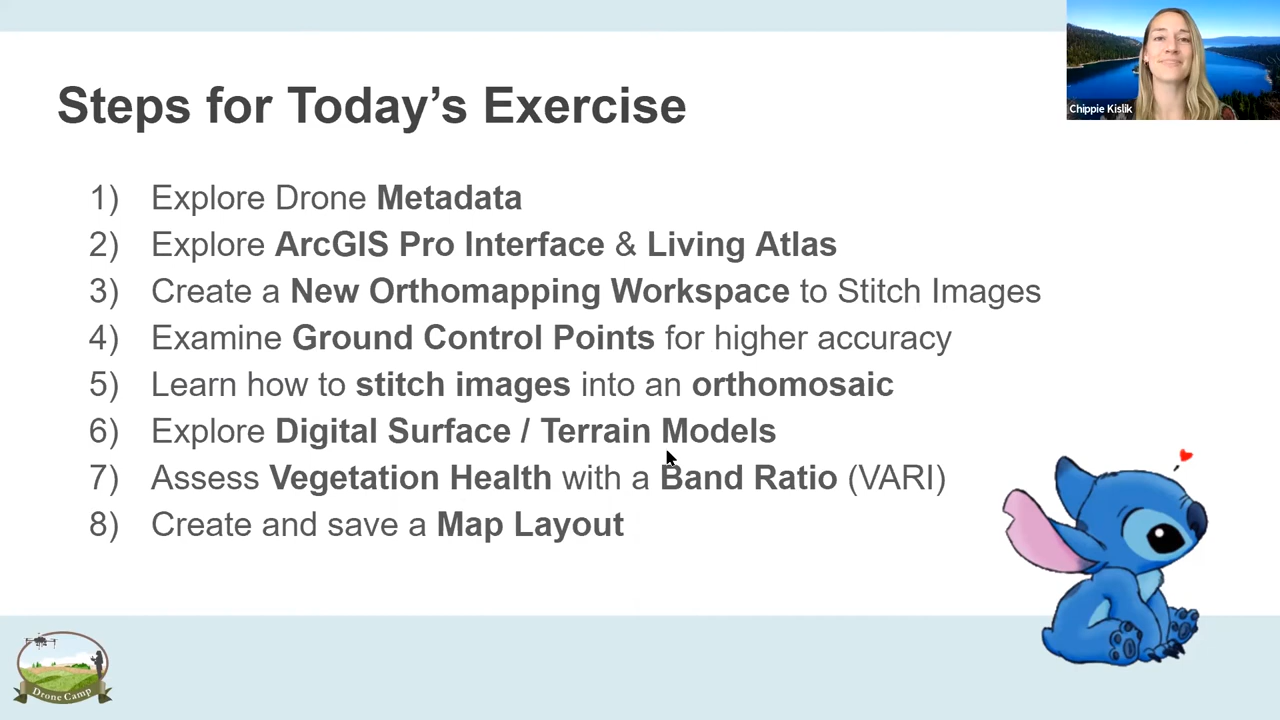 Steps for Today's Exercise
Chippie Kislik
1) Explore Drone Metadata
2) Explore ArcGIS Pro Interface & Living Atlas
3) Create a New Orthomapping Workspace to Stitch Images
4) Examine Ground Control Points for higher accuracy
5) Learn how to stitch images into an orthomosaic
6) Explore Digital Surface / Terrain Models
7) Assess Vegetation Health with a Band Ratio (VARI)
8) Create and save a Map Layout
Drone Camp